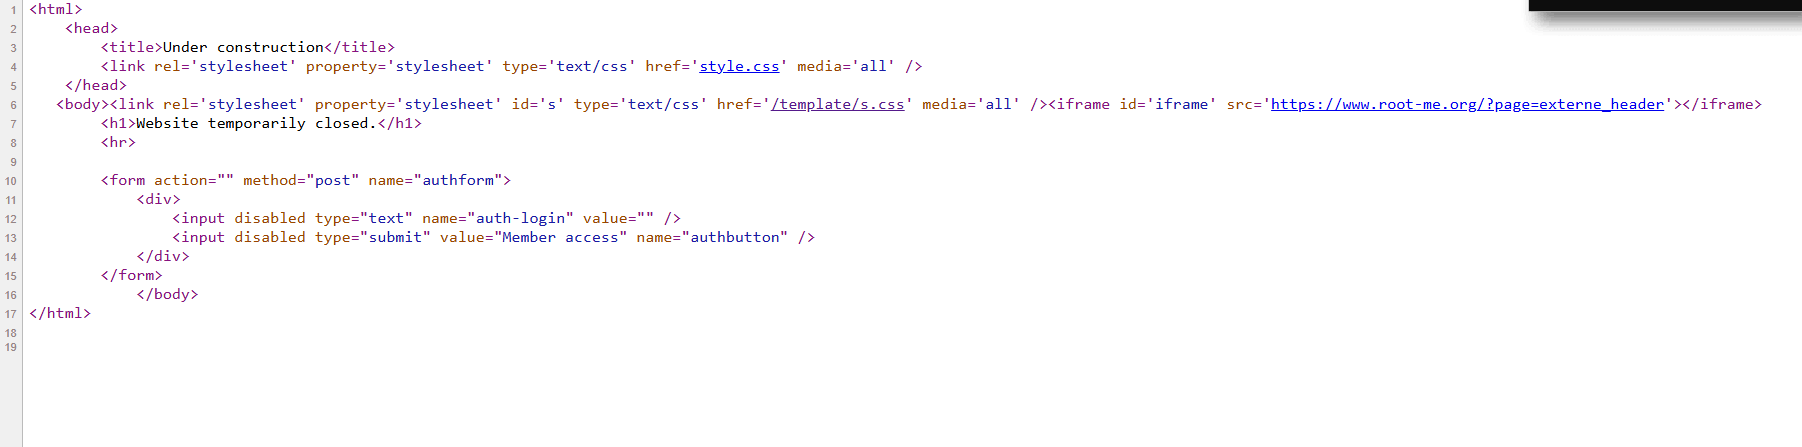 1 <html>
2 <head>
3 <title>Under construction</title>
4 <link rel='stylesheet' property='stylesheet' type='text/css' href='style.css' media='all' />
5 </head>
6 <body><link rel='stylesheet' property='stylesheet' id='s' type='text/css' href='/template/s.css' media='all' /><iframe id='iframe' src='https://www.root-me.org/?page=externe_header'></iframe>
7 <h1>Website temporarily closed.</h1>
8 <hr>
9
10 <form action="" method="post" name="authform">
11 <div>
12 <input disabled type="text" name="auth-login" value="" />
13 <input disabled type="submit" value="Member access" name="authbutton" />
14 </div>
15 </form>
16 </body>
17 </html>
18
19